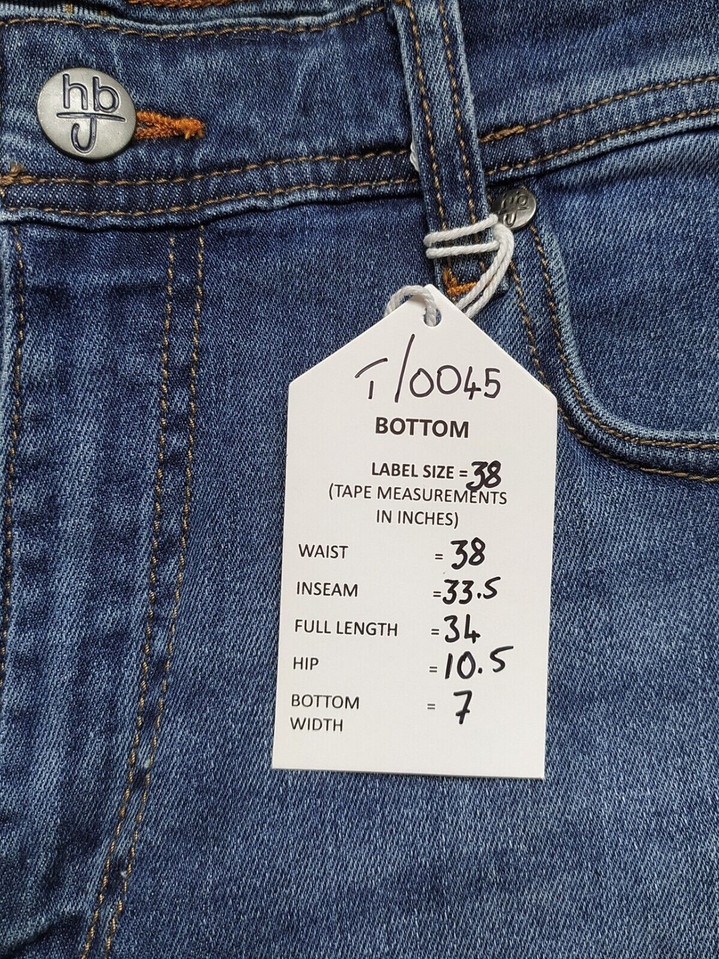 hb
J
T/0045
BOTTOM
LABEL SIZE = 38
(TAPE MEASUREMENTS
IN INCHES)
WAIST = 38
INSEAM = 33.5
FULL LENGTH = 34
HIP = 10.5
BOTTOM = 7
WIDTH